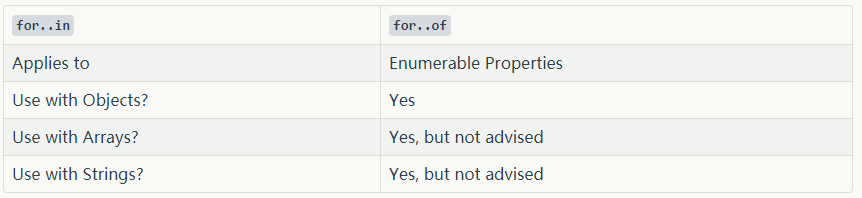 for..in for..of
Applies to Enumerable Properties
Use with Objects? Yes
Use with Arrays? Yes, but not advised
Use with Strings? Yes, but not advised